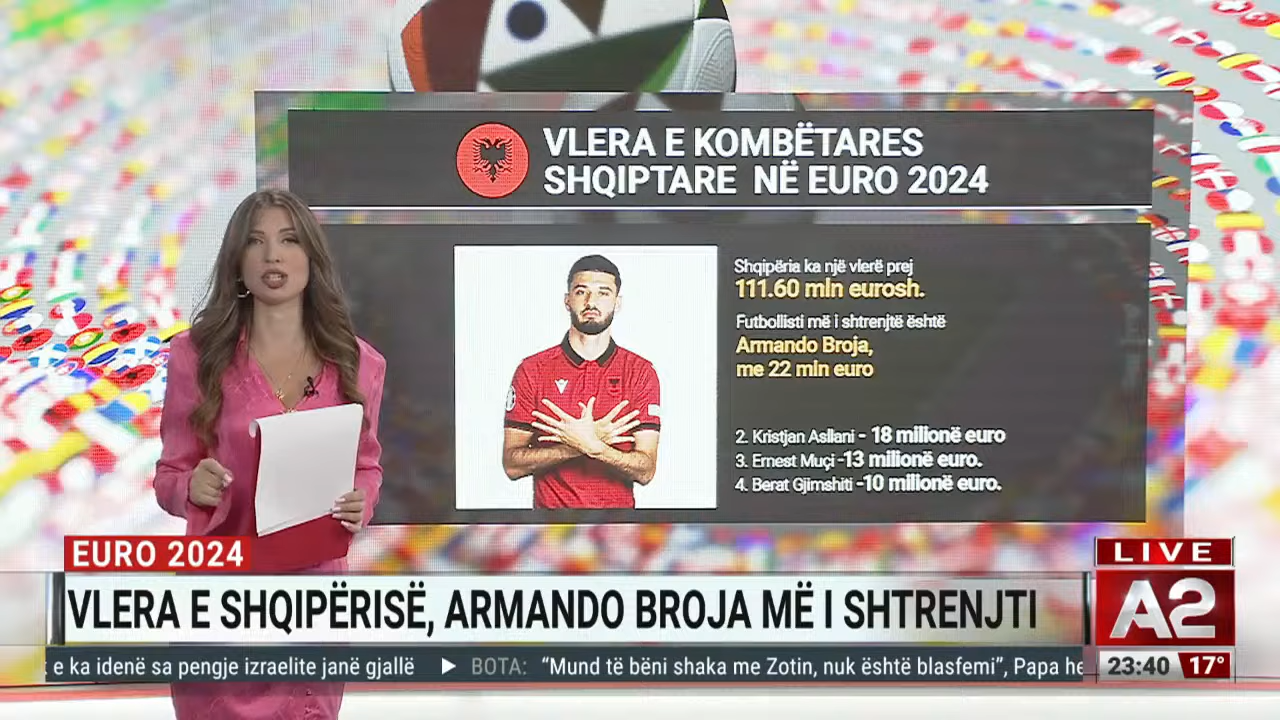 VLERA E KOMBËTARES
SHQIPTARE NË EURO 2024
Shqipëria ka një vlerë prej
111.60 mln eurosh.
Futbollisti më i shtrenjtë është
Armando Broja,
me 22 mln euro
2. Kristjan Asllani - 18 milionë euro
3. Ernest Muçi -13 milionë euro.
4. Berat Gjimshiti -10 milionë euro.
EURO 2024
VLERA E SHQIPËRISË, ARMANDO BROJA MË I SHTRENJTI
LIVE
A2
e ka idenë sa pengje izraelite janë gjallë ▶ BOTA: “Mund të bëni shaka me Zotin, nuk është blasfemi”, Papa he
23:40 17°